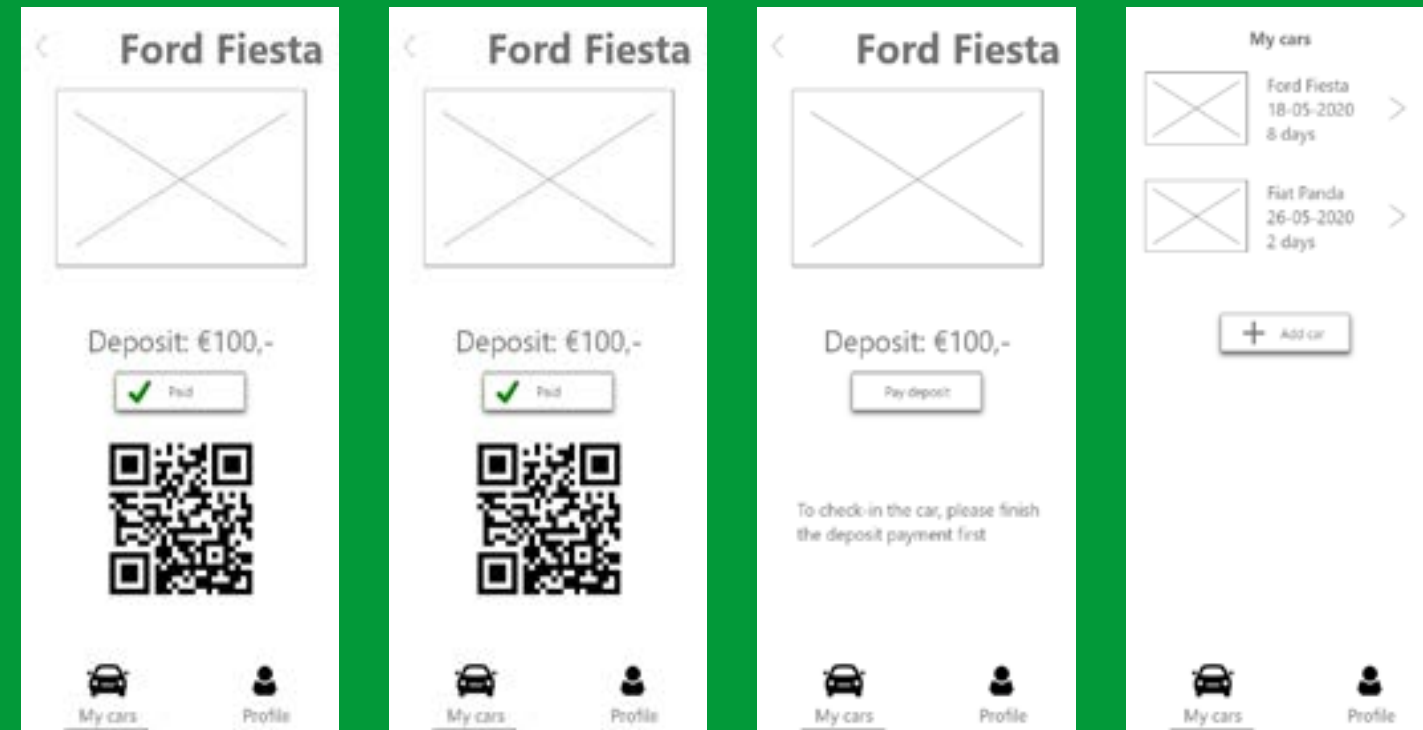 Ford Fiesta
Deposit: €100,-
Paid
My cars
Profile
Ford Fiesta
Deposit: €100,-
Paid
My cars
Profile
Ford Fiesta
Deposit: €100,-
Pay deposit
To check-in the car, please finish
the deposit payment first
My cars
Profile
My cars
Ford Fiesta
18-05-2020
8 days
Fiat Panda
26-05-2020
2 days
Add car
My cars
Profile